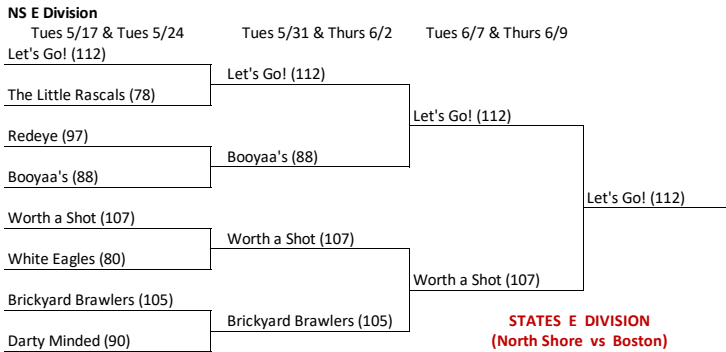 NS E Division
Tues 5/17 & Tues 5/24
Tues 5/31 & Thurs 6/2
Tues 6/7 & Thurs 6/9
Let's Go! (112)
The Little Rascals (78)
Redeye (97)
Booyaa's (88)
Worth a Shot (107)
White Eagles (80)
Brickyard Brawlers (105)
Darty Minded (90)
Let's Go! (112)
Booyaa's (88)
Worth a Shot (107)
Brickyard Brawlers (105)
Let's Go! (112)
Worth a Shot (107)
Let's Go! (112)
STATES E DIVISION
(North Shore vs Boston)